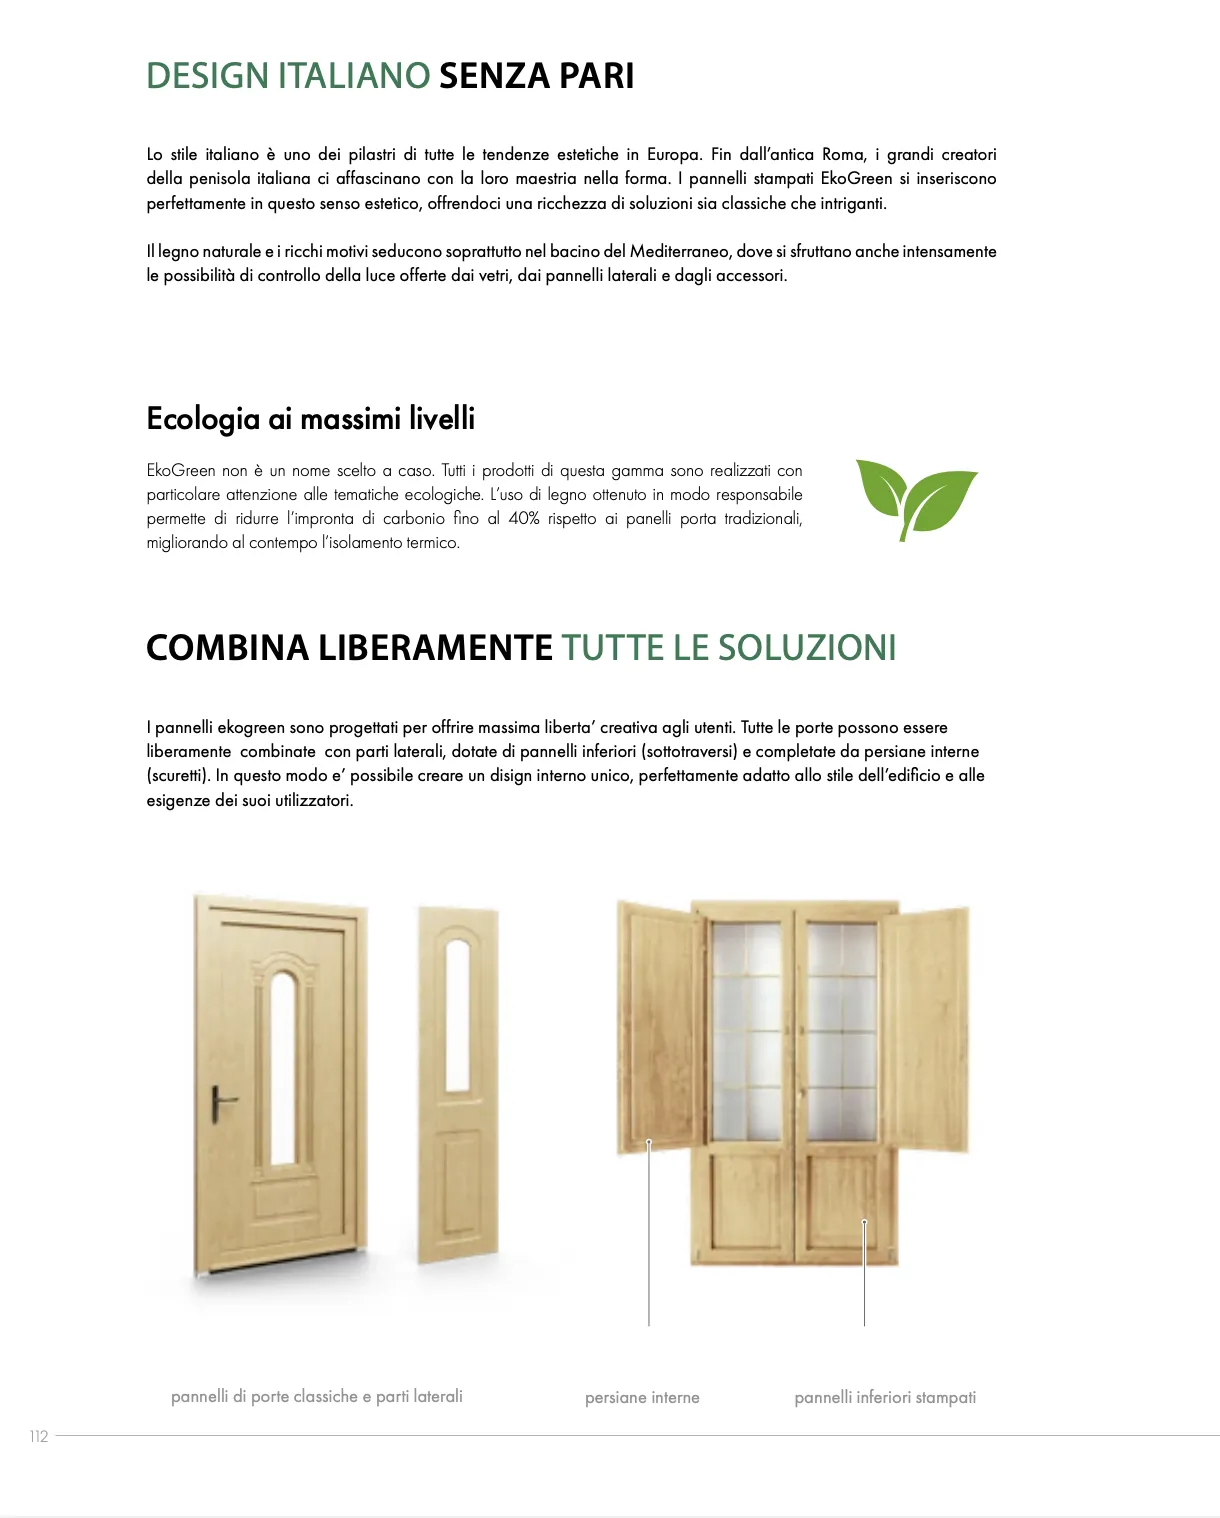 DESIGN ITALIANO SENZA PARI
Lo stile italiano è uno dei pilastri di tutte le tendenze estetiche in Europa. Fin dall’antica Roma, i grandi creatori
della penisola italiana ci affascinano con la loro maestria nella forma. I pannelli stampati EkoGreen si inseriscono
perfettamente in questo senso estetico, offrendoci una ricchezza di soluzioni sia classiche che intriganti.
Il legno naturale e i ricchi motivi seducono soprattutto nel bacino del Mediterraneo, dove si sfruttano anche intensamente
le possibilità di controllo della luce offerte dai vetri, dai pannelli laterali e dagli accessori.
Ecologia ai massimi livelli
EkoGreen non è un nome scelto a caso. Tutti i prodotti di questa gamma sono realizzati con
particolare attenzione alle tematiche ecologiche. L’uso di legno ottenuto in modo responsabile
permette di ridurre l’impronta di carbonio fino al 40% rispetto ai panelli porta tradizionali,
migliorando al contempo l’isolamento termico.
COMBINA LIBERAMENTE TUTTE LE SOLUZIONI
I pannelli ekogreen sono progettati per offrire massima liberta’ creativa agli utenti. Tutte le porte possono essere
liberamente combinate con parti laterali, dotate di pannelli inferiori (sottotraversi) e completate da persiane interne
(scuretti). In questo modo e’ possibile creare un disign interno unico, perfettamente adatto allo stile dell’edificio e alle
esigenze dei suoi utilizzatori.
pannelli di porte classiche e parti laterali
persiane interne
pannelli inferiori stampati
112